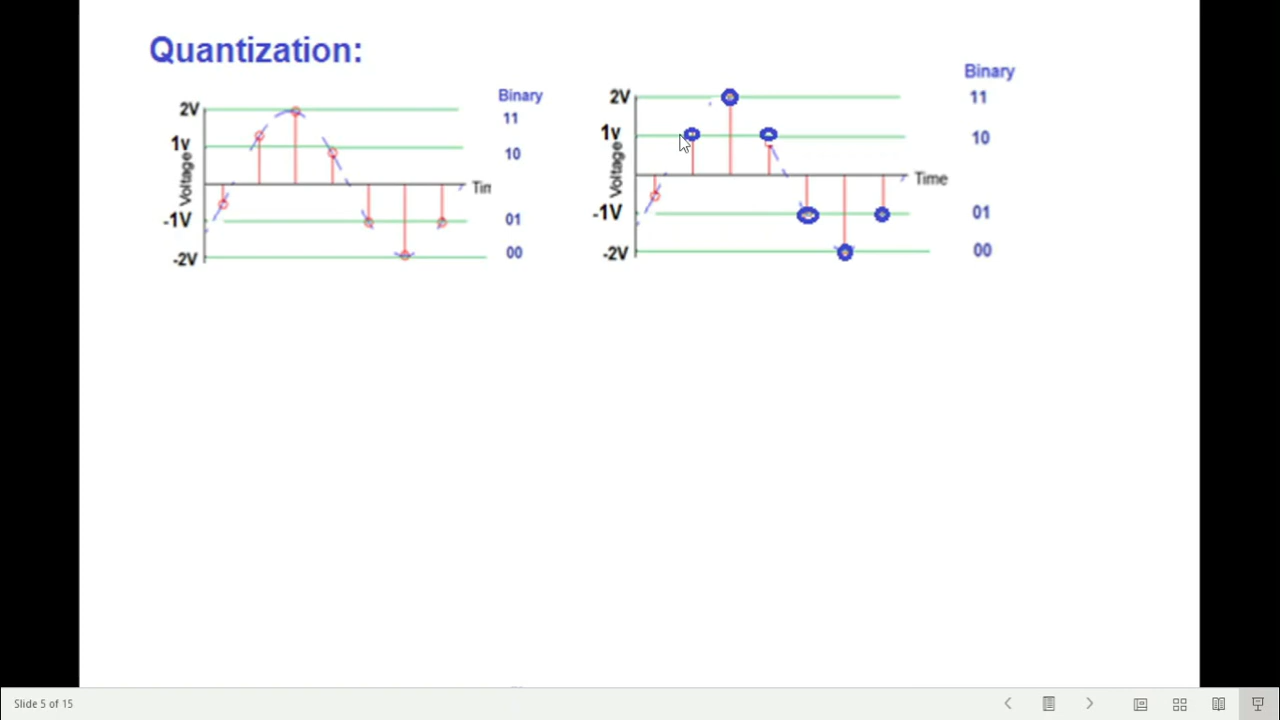 Quantization:
2V
1v
Voltage
-1V
-2V
Tim
Binary
11
10
01
00
2V
1v
Voltage
-1V
-2V
Time
Binary
11
10
01
00
Slide 5 of 15